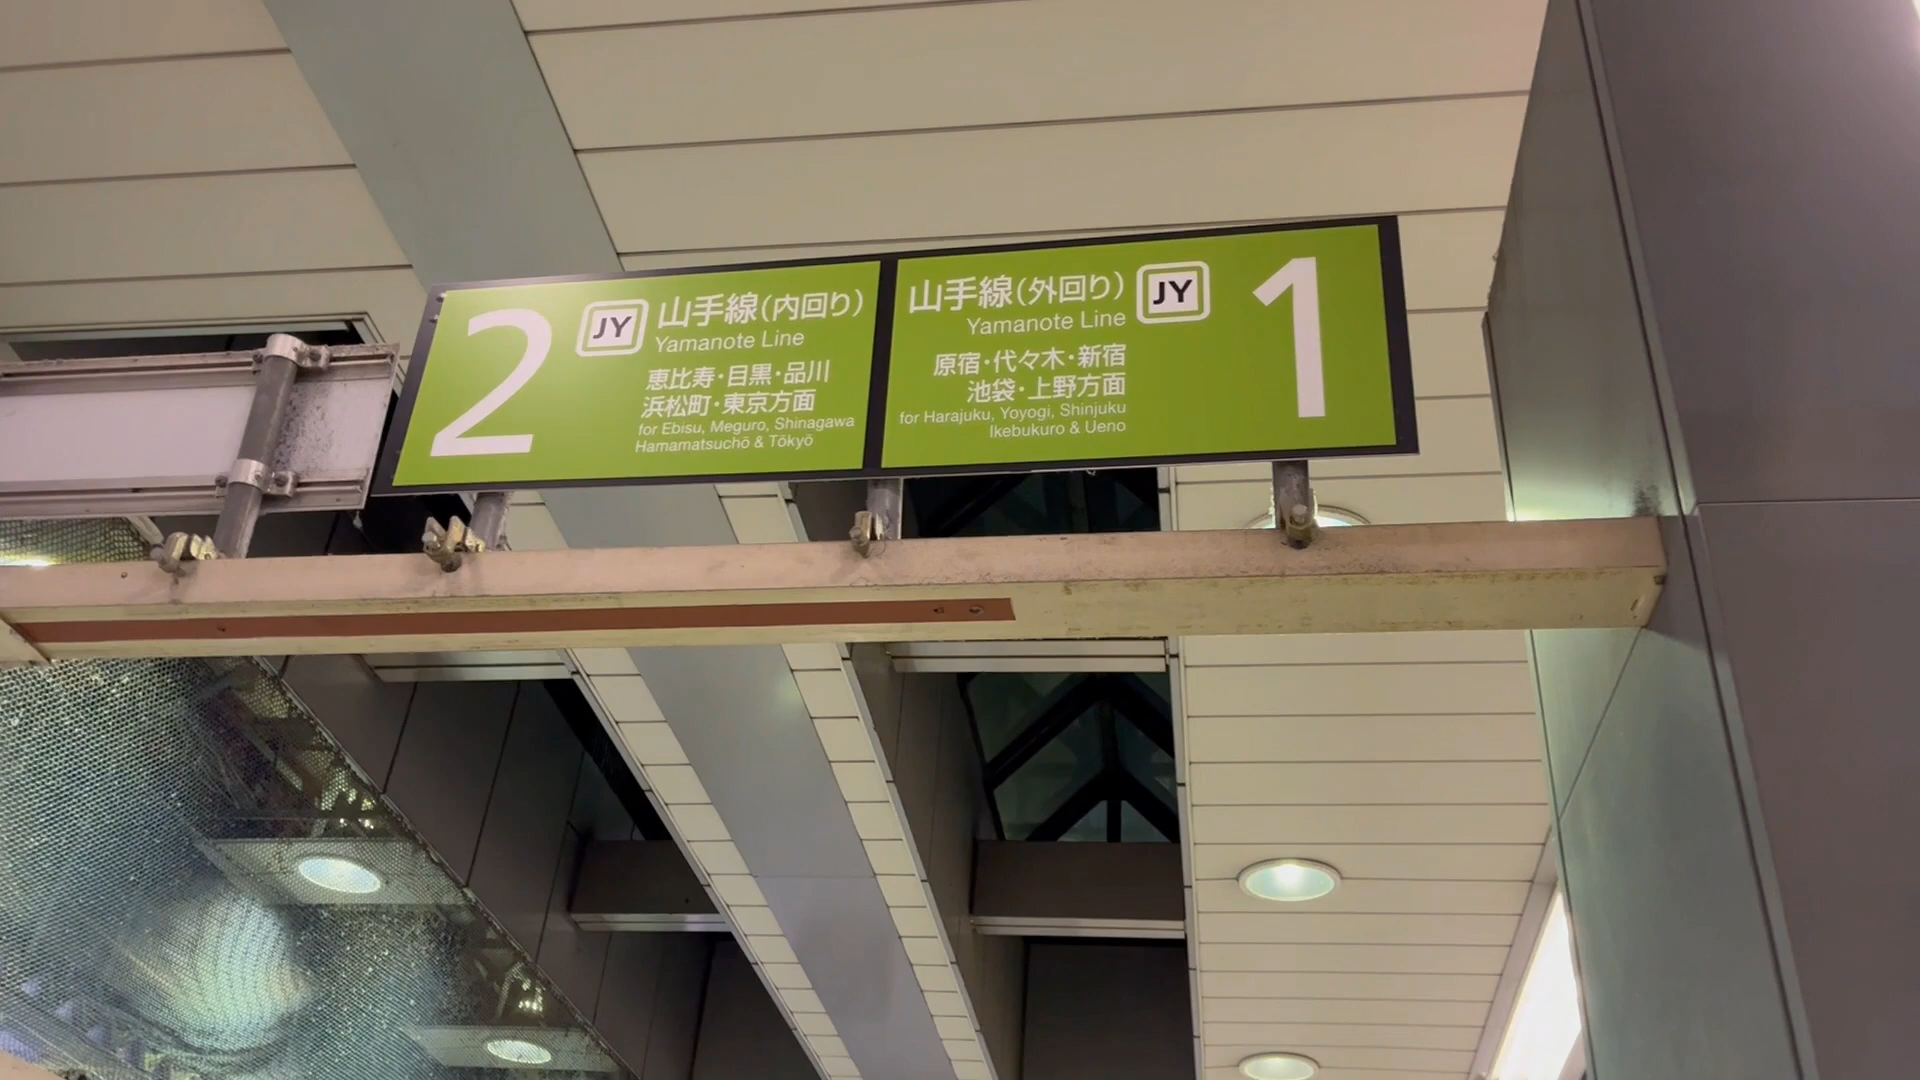 2
JY 山手線(内回り)
Yamanote Line
恵比寿・目黒・品川
浜松町・東京方面
for Ebisu, Meguro, Shinagawa
Hamamatsuchō & Tōkyō
山手線(外回り) JY
Yamanote Line
原宿・代々木・新宿
池袋・上野方面
for Harajuku, Yoyogi, Shinjuku
Ikebukuro & Ueno
1